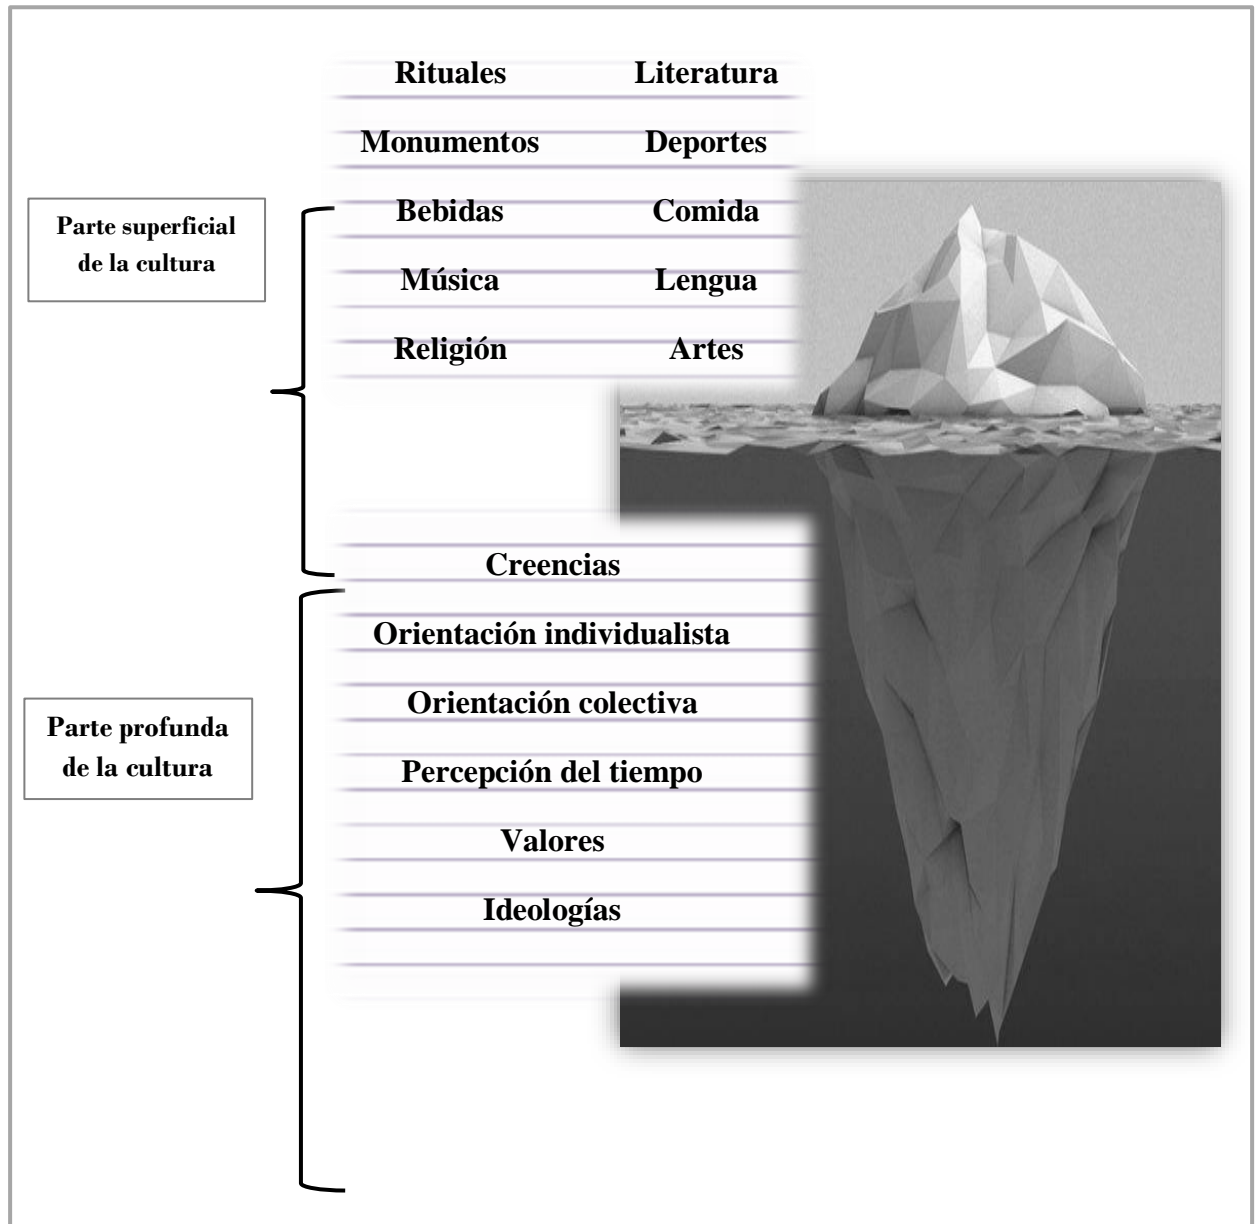 Rituales Literatura
Monumentos Deportes
Parte superficial
de la cultura
Bebidas Comida
Música Lengua
Religión Artes
Creencias
Orientación individualista
Orientación colectiva
Parte profunda
de la cultura
Percepción del tiempo
Valores
Ideologías